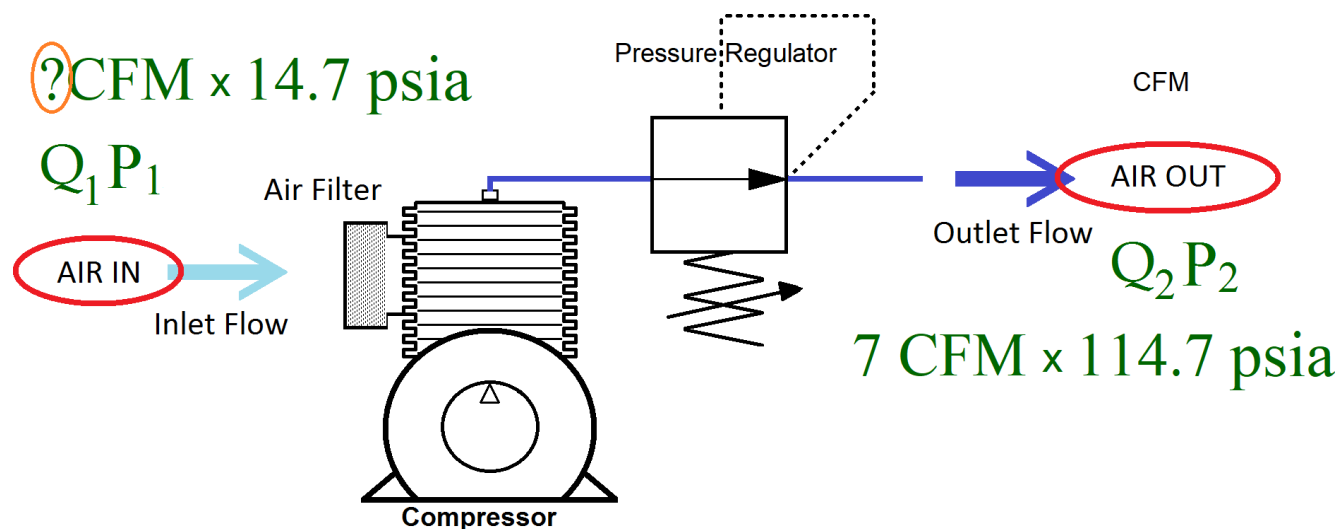 ?CFM x 14.7 psia
Q1P1
Air Filter
AIR IN
Inlet Flow
Compressor
Pressure Regulator
CFM
AIR OUT
Outlet Flow
Q2P2
7 CFM x 114.7 psia